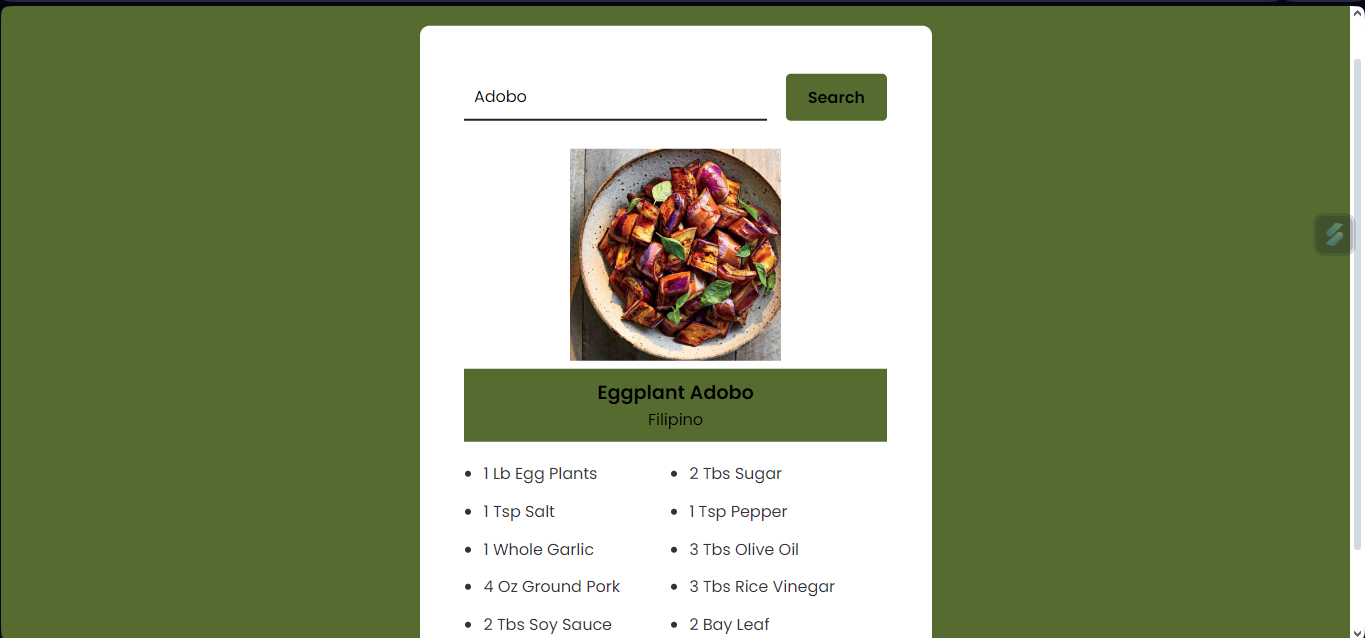 Adobo
Search
Eggplant Adobo
Filipino
1 Lb Egg Plants
2 Tbs Sugar
1 Tsp Salt
1 Tsp Pepper
1 Whole Garlic
3 Tbs Olive Oil
4 Oz Ground Pork
3 Tbs Rice Vinegar
2 Tbs Soy Sauce
2 Bay Leaf